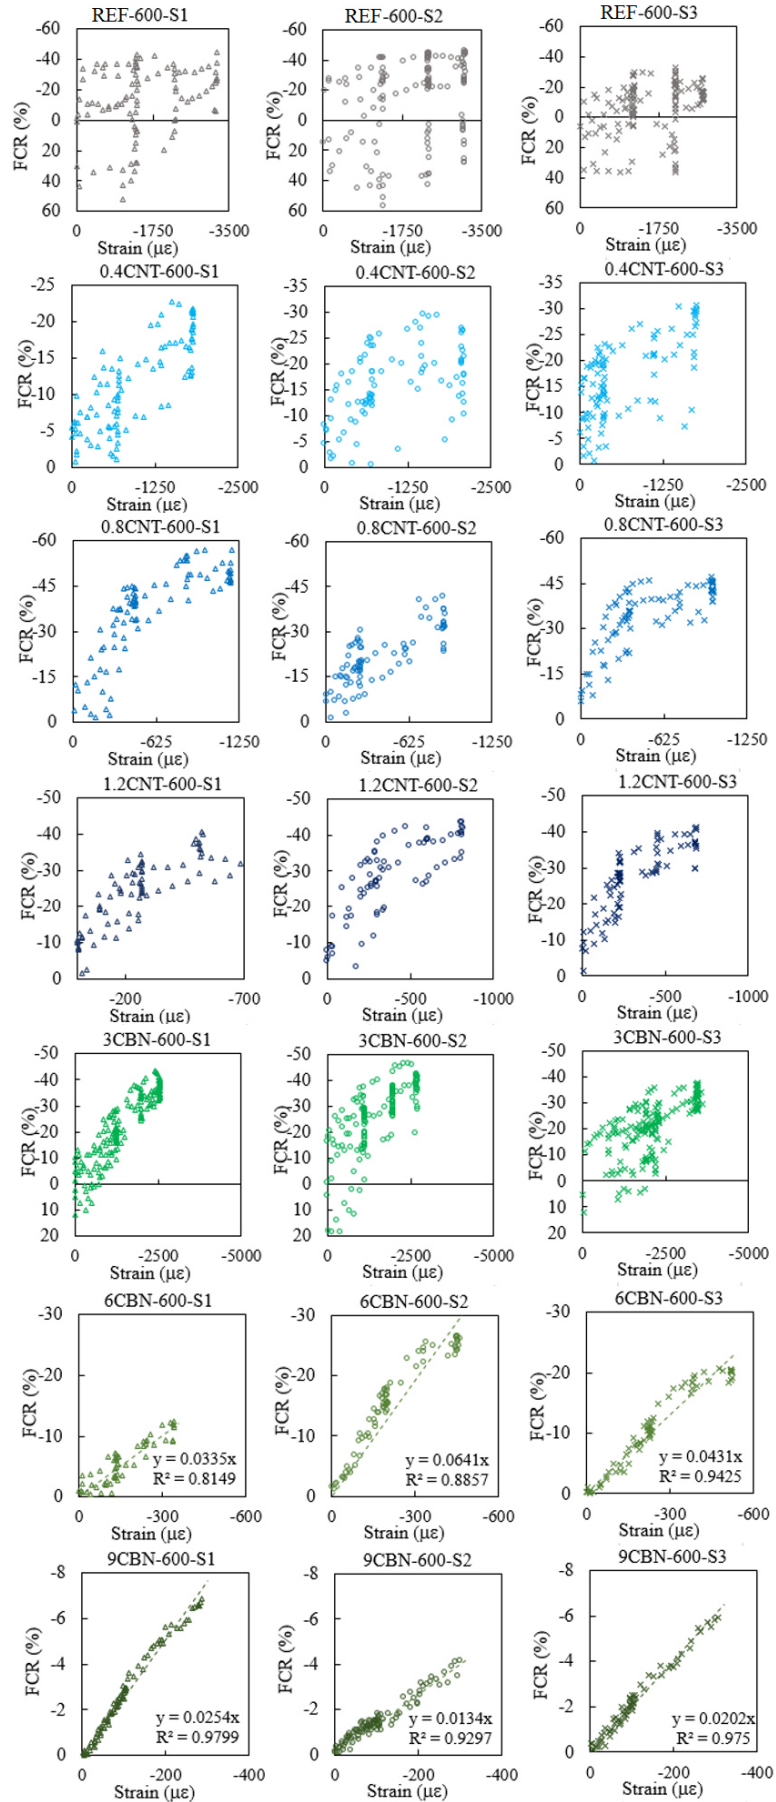 REF-600-S1
-60
-40
-20
0
20
40
60
FCR (%)
0
-1750
-3500
Strain (με)
REF-600-S2
-60
-40
-20
0
20
40
60
FCR (%)
0
-1750
-3500
Strain (με)
REF-600-S3
-60
-40
-20
0
20
40
60
FCR (%)
0
-1750
-3500
Strain (με)
0.4CNT-600-S1
-25
-20
-15
-10
-5
0
FCR (%)
0
-1250
-2500
Strain (με)
0.4CNT-600-S2
-35
-30
-25
-20
-15
-10
-5
0
FCR (%)
0
-1250
-2500
Strain (με)
0.4CNT-600-S3
-35
-30
-25
-20
-15
-10
-5
0
FCR (%)
0
-1250
-2500
Strain (με)
0.8CNT-600-S1
-60
-45
-30
-15
0
FCR (%)
0
-625
-1250
Strain (με)
0.8CNT-600-S2
-60
-45
-30
-15
0
FCR (%)
0
-625
-1250
Strain (με)
0.8CNT-600-S3
-60
-45
-30
-15
0
FCR (%)
0
-625
-1250
Strain (με)
1.2CNT-600-S1
-50
-40
-30
-20
-10
0
FCR (%)
-200
-700
Strain (με)
1.2CNT-600-S2
-50
-40
-30
-20
-10
0
FCR (%)
0
-500
-1000
Strain (με)
1.2CNT-600-S3
-50
-40
-30
-20
-10
0
FCR (%)
0
-500
-1000
Strain (με)
3CBN-600-S1
-50
-40
-30
-20
-10
0
10
20
FCR (%)
0
-2500
-5000
Strain (με)
3CBN-600-S2
-50
-40
-30
-20
-10
0
10
20
FCR (%)
0
-2500
-5000
Strain (με)
3CBN-600-S3
-50
-40
-30
-20
-10
0
10
20
FCR (%)
0
-2500
-5000
Strain (με)
6CBN-600-S1
-30
-20
-10
0
FCR (%)
y = 0.0335x
R² = 0.8149
0
-300
-600
Strain (με)
6CBN-600-S2
-30
-20
-10
0
FCR (%)
y = 0.0641x
R² = 0.8857
0
-300
-600
Strain (με)
6CBN-600-S3
-30
-20
-10
0
FCR (%)
y = 0.0431x
R² = 0.9425
0
-300
-600
Strain (με)
9CBN-600-S1
-8
-6
-4
-2
0
FCR (%)
y = 0.0254x
R² = 0.9799
0
-200
-400
Strain (με)
9CBN-600-S2
-8
-6
-4
-2
0
FCR (%)
y = 0.0134x
R² = 0.9297
0
-200
-400
Strain (με)
9CBN-600-S3
-8
-6
-4
-2
0
FCR (%)
y = 0.0202x
R² = 0.975
0
-200
-400
Strain (με)